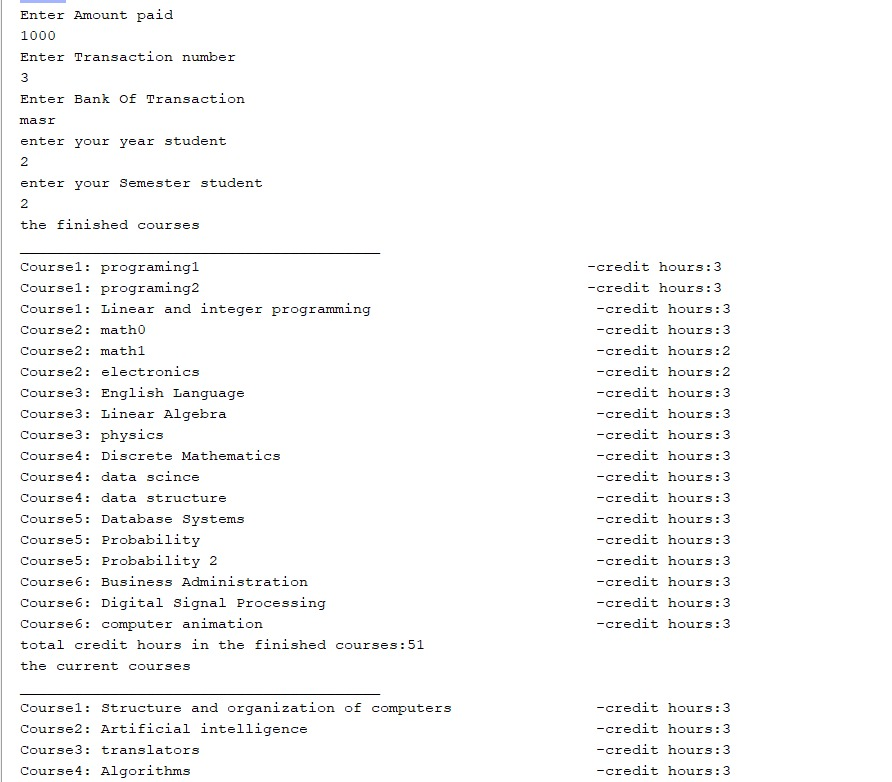 Enter Amount paid
1000
Enter Transaction number
3
Enter Bank Of Transaction
masr
enter your year student
2
enter your Semester student
2
the finished courses
________________________________________
Course1: programing1 -credit hours:3
Course1: programing2 -credit hours:3
Course1: Linear and integer programming -credit hours:3
Course2: math0 -credit hours:3
Course2: math1 -credit hours:2
Course2: electronics -credit hours:2
Course3: English Language -credit hours:3
Course3: Linear Algebra -credit hours:3
Course3: physics -credit hours:3
Course4: Discrete Mathematics -credit hours:3
Course4: data scince -credit hours:3
Course4: data structure -credit hours:3
Course5: Database Systems -credit hours:3
Course5: Probability -credit hours:3
Course5: Probability 2 -credit hours:3
Course6: Business Administration -credit hours:3
Course6: Digital Signal Processing -credit hours:3
Course6: computer animation -credit hours:3
total credit hours in the finished courses:51
the current courses
________________________________________
Course1: Structure and organization of computers -credit hours:3
Course2: Artificial intelligence -credit hours:3
Course3: translators -credit hours:3
Course4: Algorithms -credit hours:3